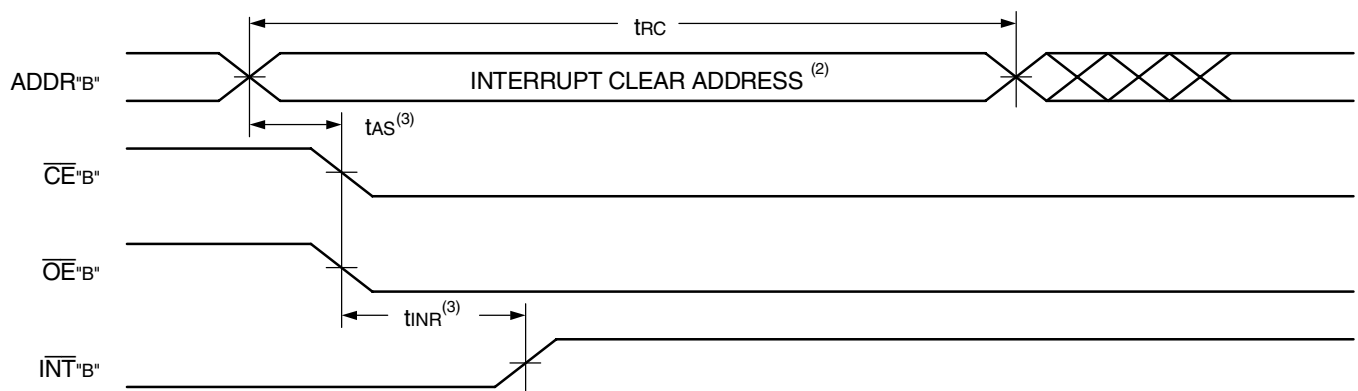 tRC
ADDR"B"
INTERRUPT CLEAR ADDRESS (2)
tAS(3)
CE"B"
OE"B"
tINR(3)
INT"B"